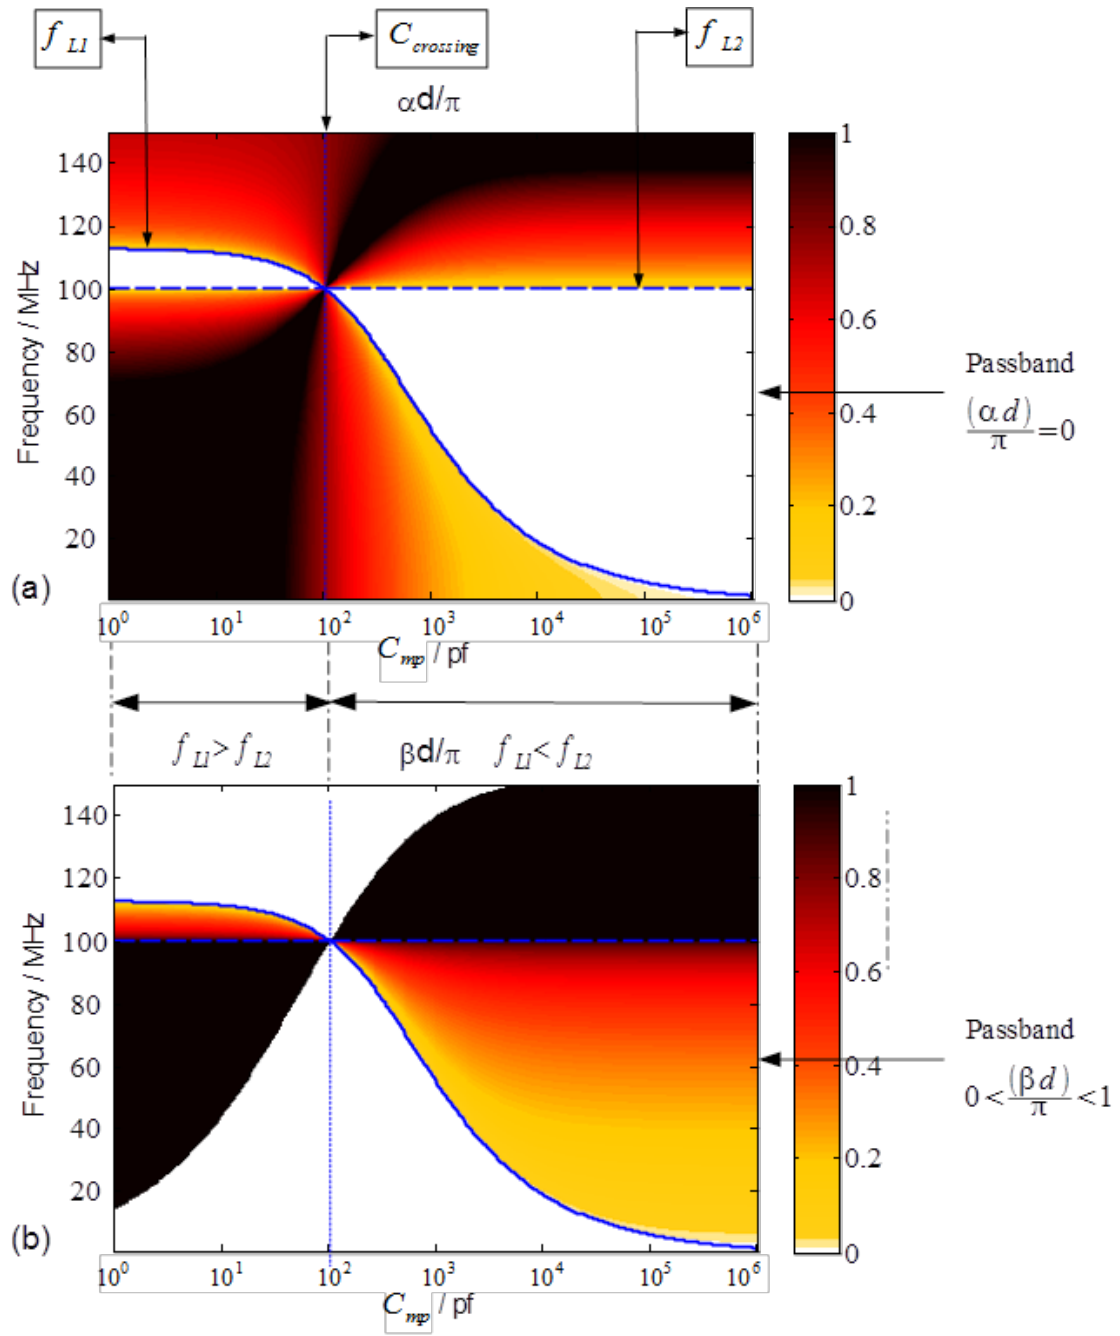 f L1
C crossing
f L2
αd/π
140
120
100
80
60
40
20
Frequency / MHz
(a)
10^0 10^1 10^2 10^3 10^4 10^5 10^6
C mp / pf
1
0.8
0.6
0.4
0.2
0
Passband
(α d)/π =0
f L1 > f L2
βd/π
f L1 < f L2
140
120
100
80
60
40
20
Frequency / MHz
(b)
10^0 10^1 10^2 10^3 10^4 10^5 10^6
C mp / pf
1
0.8
0.6
0.4
0.2
0
Passband
0 < (β d)/π < 1